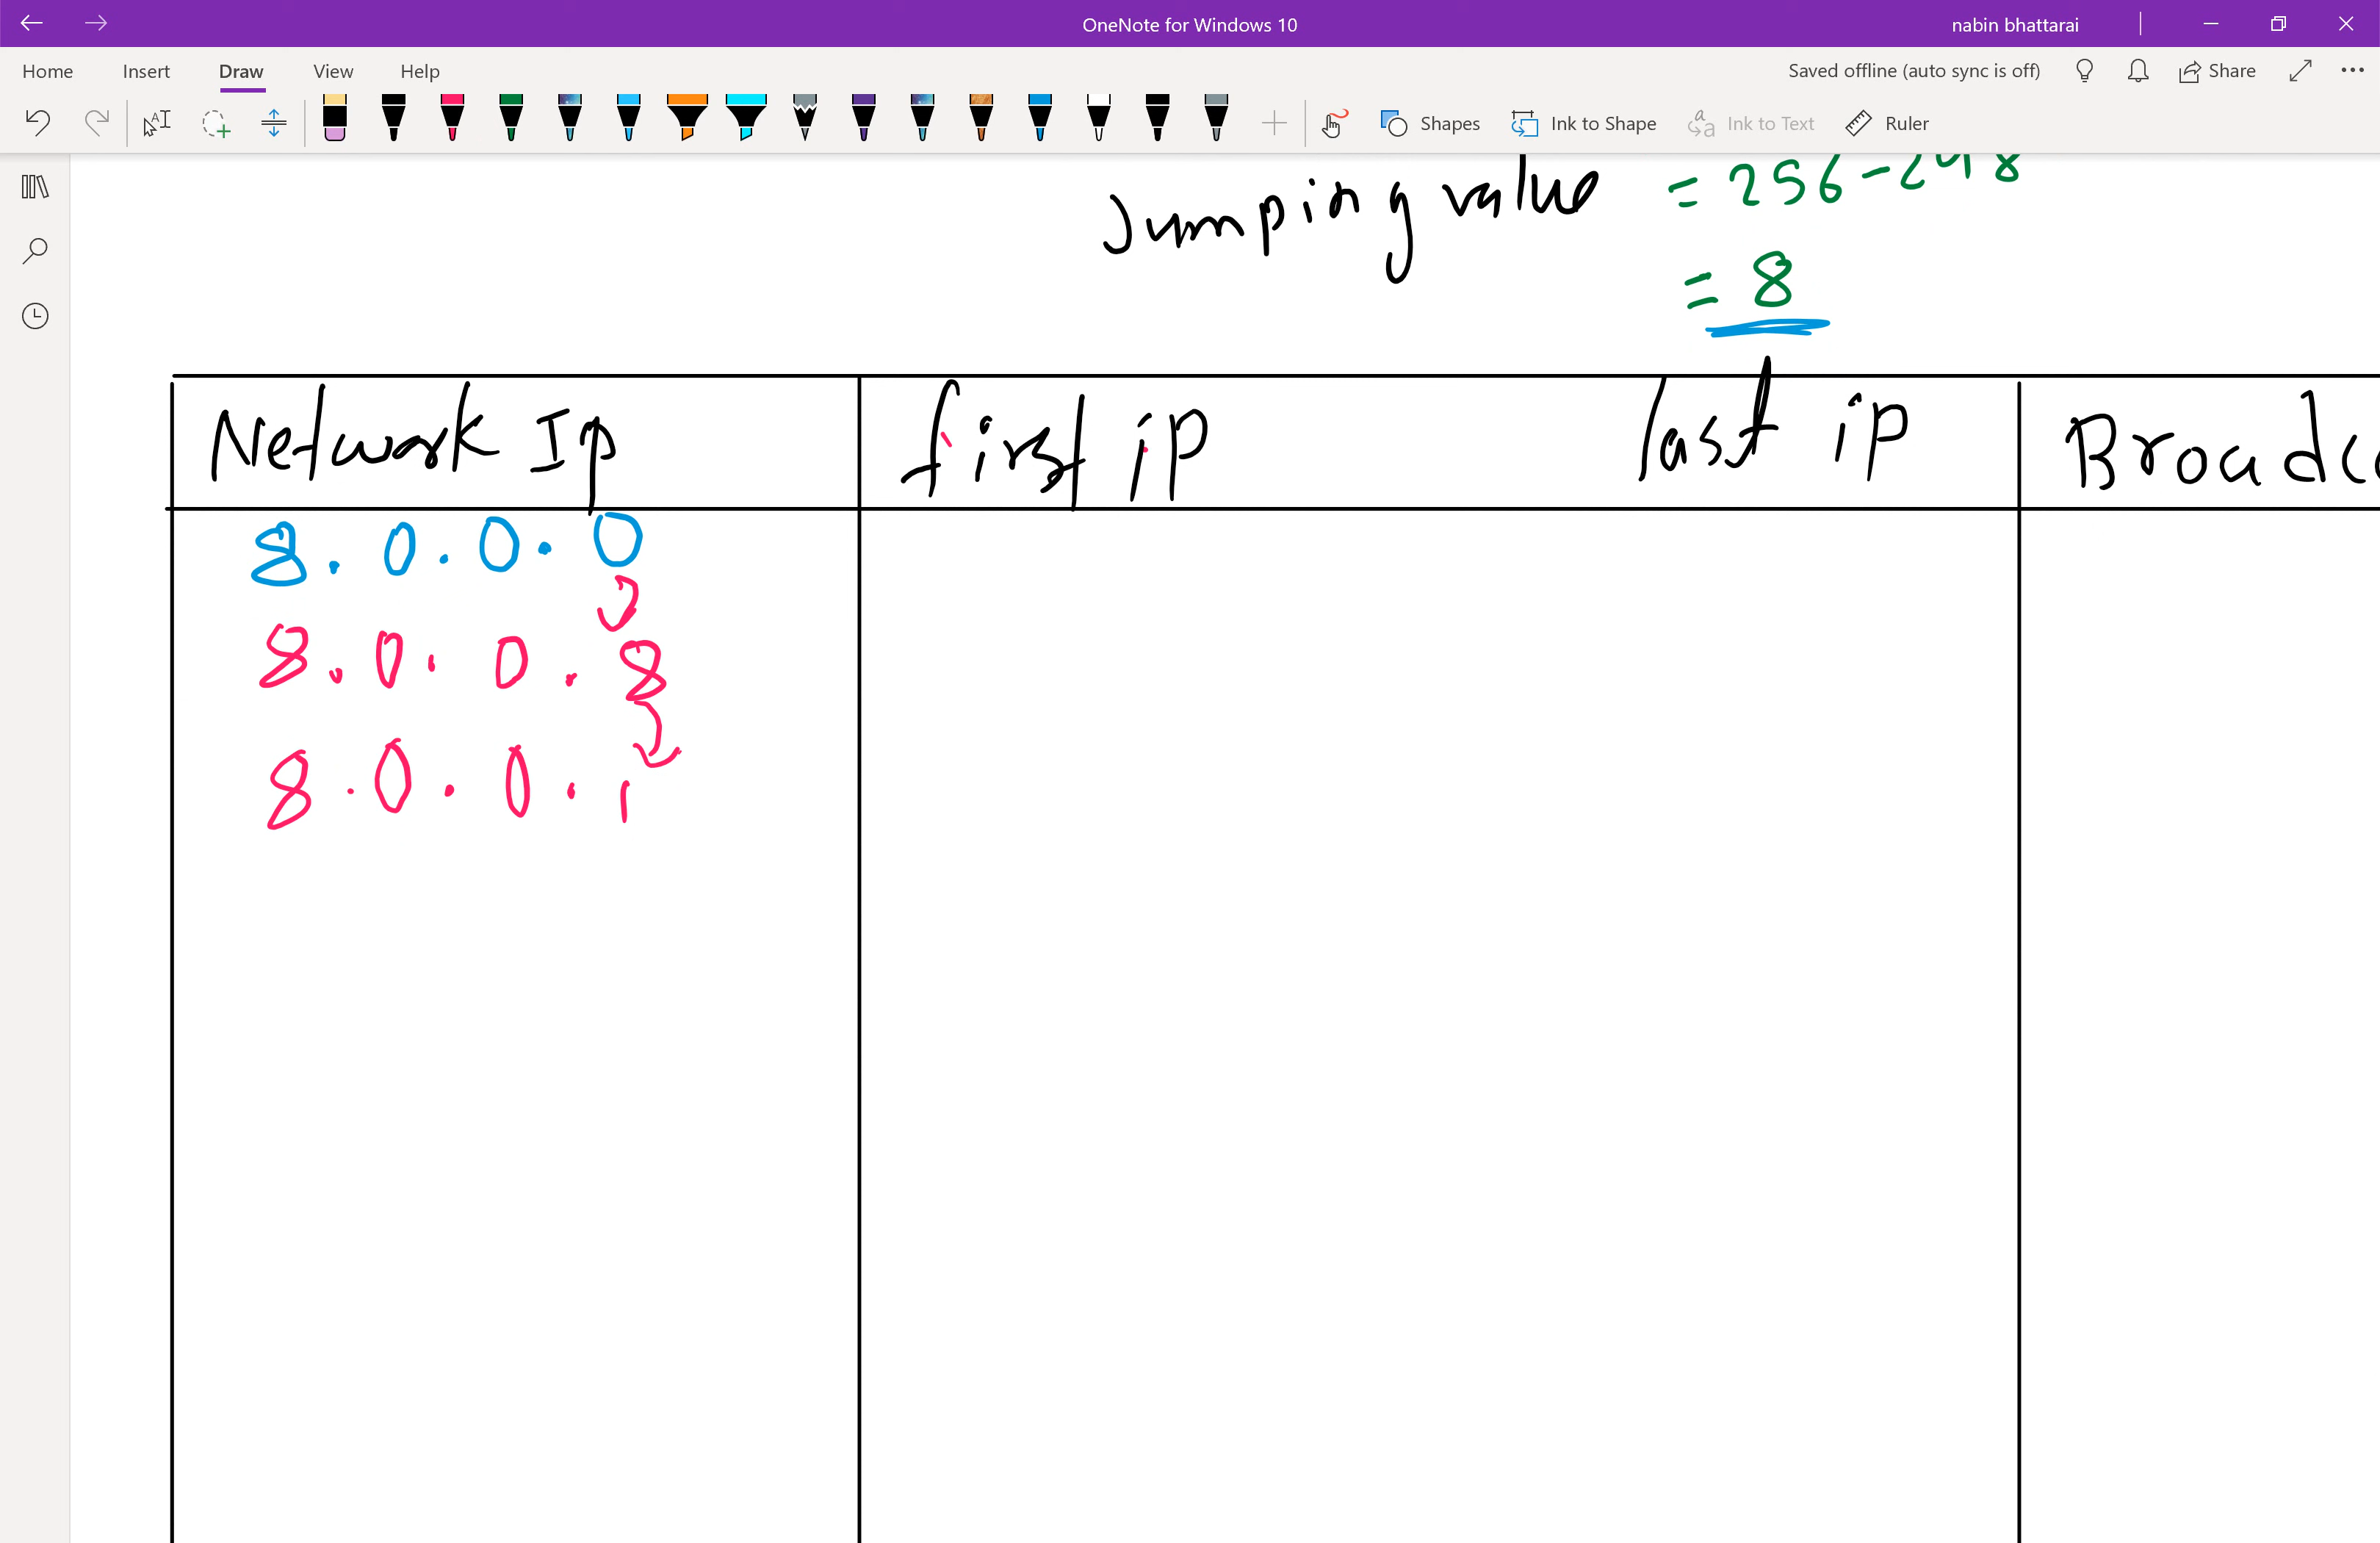 OneNote for Windows 10
nabin bhattarai
Home Insert Draw View Help
Saved offline (auto sync is off) Share
Shapes Ink to Shape Ink to Text Ruler
Jumping value = 256-248
= 8
Network Ip first ip last ip
8.0.0.0
8.0.0.8
8.0.0.1